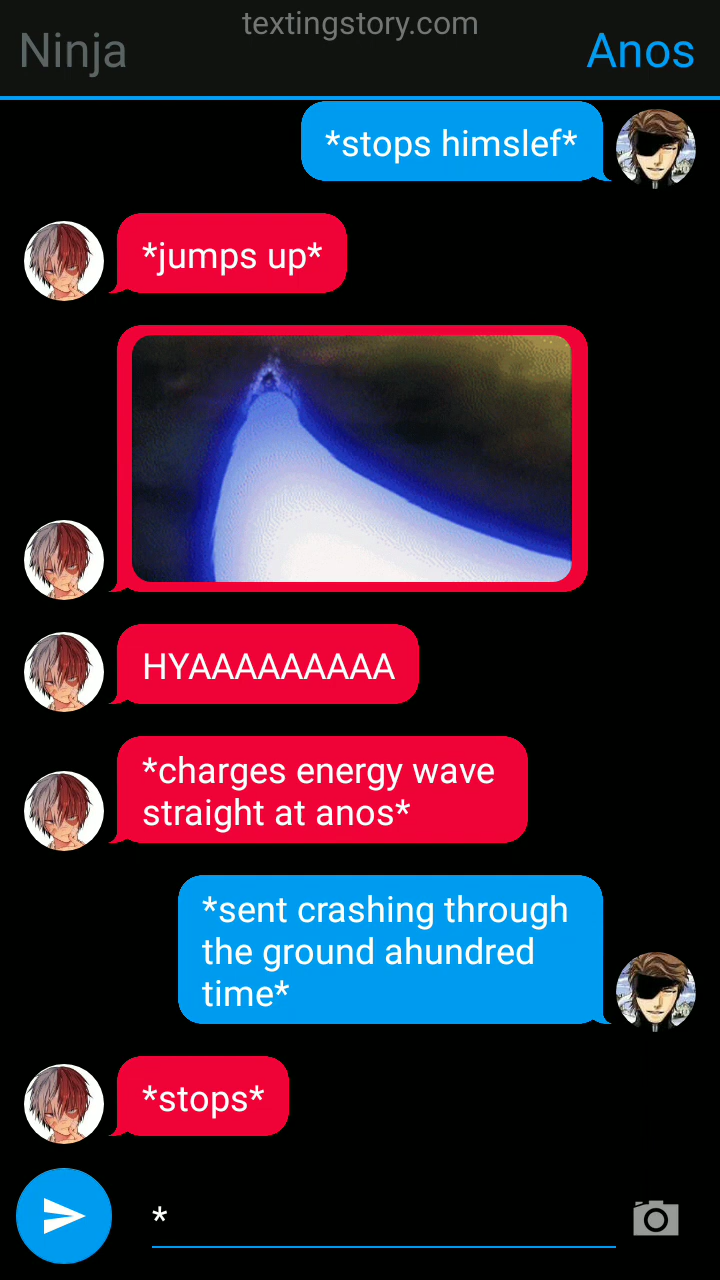 textingstory.com
Ninja
Anos
*stops himslef*
*jumps up*
HYAAAAAAAAA
*charges energy wave
straight at anos*
*sent crashing through
the ground ahundred
time*
*stops*
*